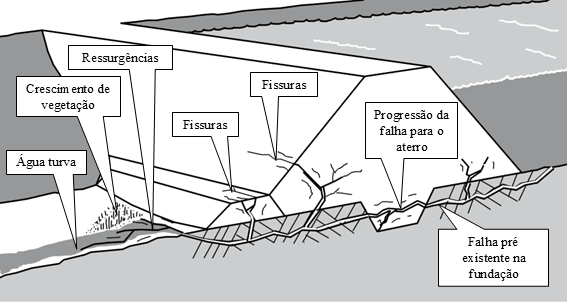 Ressurgências
Crescimento de
vegetação
Fissuras
Fissuras
Progressão da
falha para o
aterro
Água turva
Falha pré
existente na
fundação